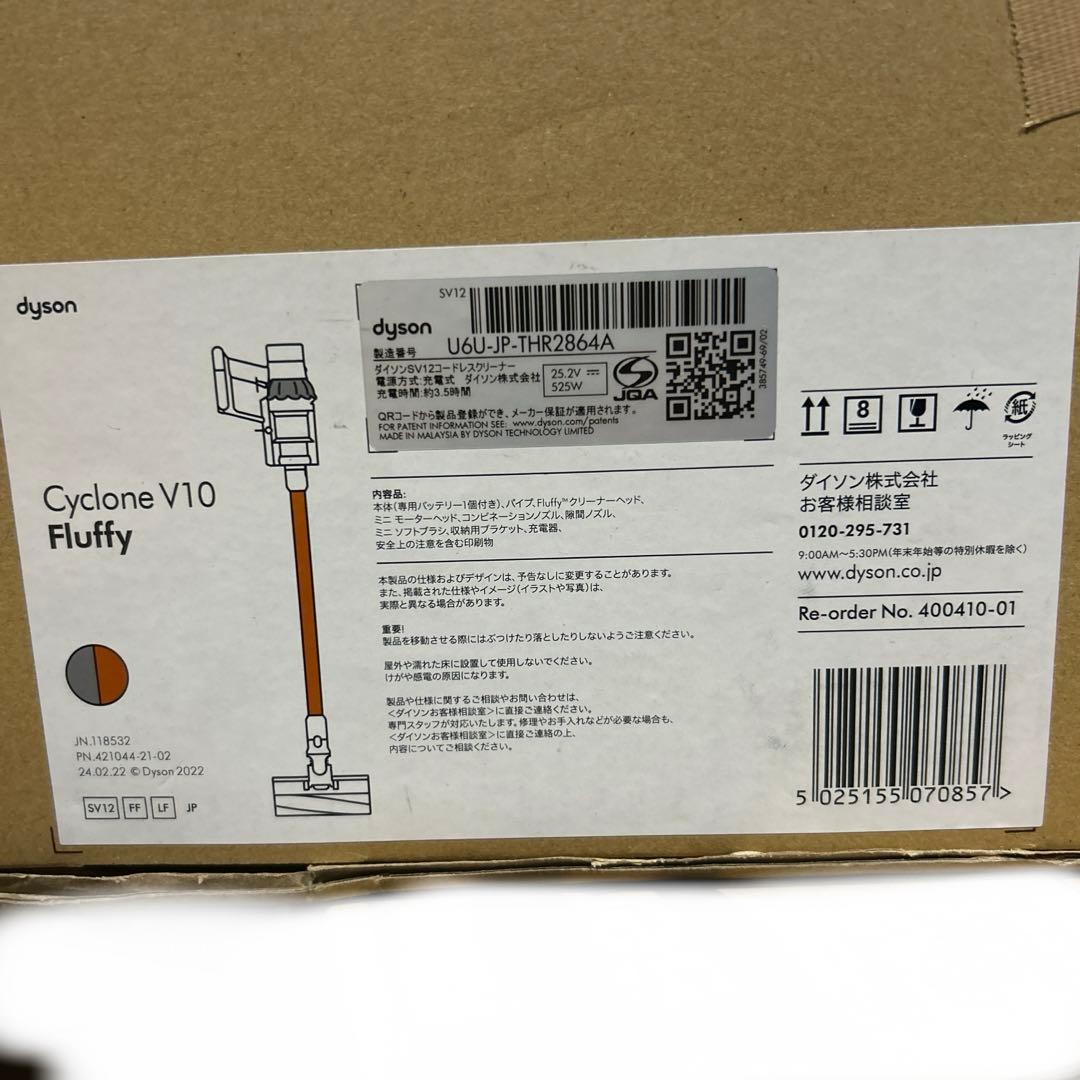 dyson
SV12
dyson
製造番号 U6U-JP-THR2864A
ダイソンSV12コードレスクリーナー
電源方式:充電式 ダイソン株式会社
充電時間:約3.5時間
25.2V
525W
JQA
385749-69/02
QRコードから製品登録ができ、メーカー保証が適用されます。
FOR PATENT INFORMATION SEE: www.dyson.com/patents
MADE IN MALAYSIA BY DYSON TECHNOLOGY LIMITED
Cyclone V10
Fluffy
JN.118532
PN.421044-21-02
24.02.22 © Dyson 2022
SV12 FF LF JP
内容品:
本体(専用バッテリー1個付き)、パイプ、Fluffy™クリーナーヘッド、
ミニ モーターヘッド、コンビネーションノズル、隙間ノズル、
ミニ ソフトブラシ、収納用ブラケット、充電器、
安全上の注意を含む印刷物
本製品の仕様およびデザインは、予告なしに変更することがあります。
また、掲載された仕様やイメージ(イラストや写真)は、
実際と異なる場合があります。
重要!
製品を移動させる際にはぶつけたり落としたりしないようご注意ください。
屋外や濡れた床に設置して使用しないでください。
けがや感電の原因になります。
製品や仕様に関するご相談やお問い合わせは、
<ダイソンお客様相談室>に直接ご連絡ください。
専門スタッフが対応いたします。修理やお手入れなどが必要な場合も、
<ダイソンお客様相談室>に直接ご連絡の上、
内容についてご相談ください。
8
紙
ラッピング
シート
ダイソン株式会社
お客様相談室
0120-295-731
9:00AM～5:30PM(年末年始等の特別休暇を除く)
www.dyson.co.jp
Re-order No. 400410-01
5 025155 070857 >